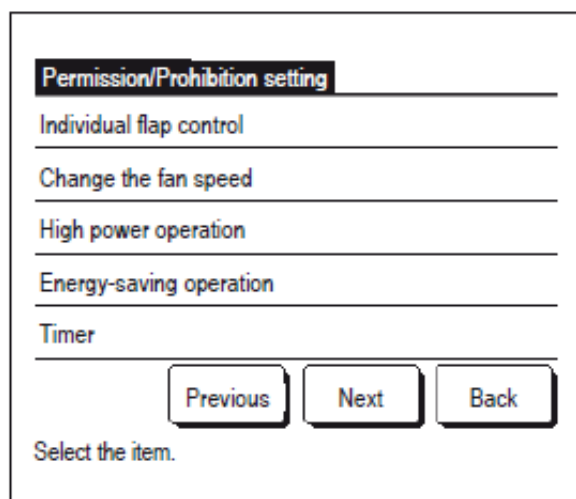 Permission/Prohibition setting
Individual flap control
Change the fan speed
High power operation
Energy-saving operation
Timer
Previous Next Back
Select the item.